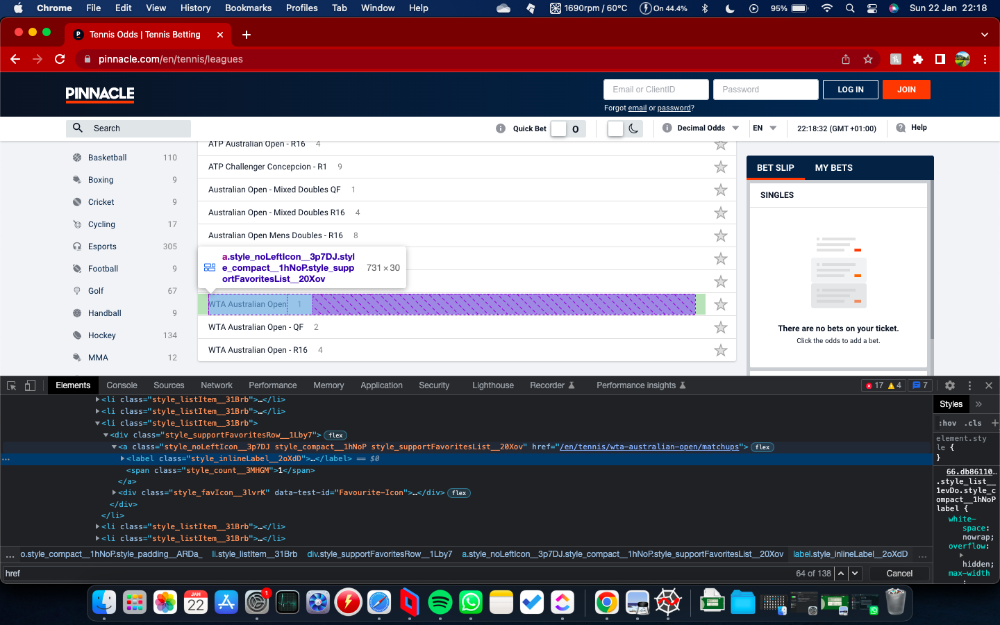 Chrome File Edit View History Bookmarks Profiles Tab Window Help 1690rpm / 60°C On 44.4% 95% Sun 22 Jan 22:18
Tennis Odds | Tennis Betting
pinnacle.com/en/tennis/leagues
PINNACLE
Email or ClientID Password LOG IN JOIN
Forgot email or password?
Search
Quick Bet Decimal Odds EN 22:18:32 (GMT +01:00) Help
Basketball 110
Boxing 9
Cricket 9
Cycling 17
Esports 305
Football 9
Golf 67
Handball 9
Hockey 134
MMA 12
ATP Australian Open - R16 4
ATP Challenger Concepcion - R1 9
Australian Open - Mixed Doubles QF 1
Australian Open - Mixed Doubles R16 4
Australian Open Mens Doubles - R16 8
a.style_noLeftIcon__3p7DJ.styl
e_compact__1hNoP.style_supp
ortFavoritesList__20Xov
731 × 30
WTA Australian Open 1
WTA Australian Open - QF 2
WTA Australian Open - R16 4
BET SLIP MY BETS
SINGLES
There are no bets on your ticket.
Click the odds to add a bet.
Elements Console Sources Network Performance Memory Application Security Lighthouse Recorder Performance insights 17 4 7
<li class="style_listItem__31Brb">…</li>
<li class="style_listItem__31Brb">…</li>
<li class="style_listItem__31Brb">
<div class="style_supportFavoritesRow__1Lby7"> flex
<a class="style_noLeftIcon__3p7DJ style_compact__1hNoP style_supportFavoritesList__20Xov" href="/en/tennis/wta-australian-open/matchups"> flex
… <label class="style_inlineLabel__2oXdD">…</label> == $0
<span class="style_count__3MHGM">1</span>
</a>
<div class="style_favIcon__3lvrK" data-test-id="Favourite-Icon">…</div> flex
</div>
</li>
<li class="style_listItem__31Brb">…</li>
<li class="style_listItem__31Brb">…</li>
… o.style_compact__1hNoP.style_padding__ARDa_ li.style_listItem__31Brb div.style_supportFavoritesRow__1Lby7 a.style_noLeftIcon__3p7DJ.style_compact__1hNoP.style_supportFavoritesList__20Xov label.style_inlineLabel__2oXdD …
href 64 of 138 Cancel
Styles »
:hov .cls +
element.sty
le {
}
66.db86110…
.style_list__
1evDo.style_c
ompact__1hNoP
label {
white-
space:
nowrap;
overflow:
hidden;
max-width
:
JAN
22
1